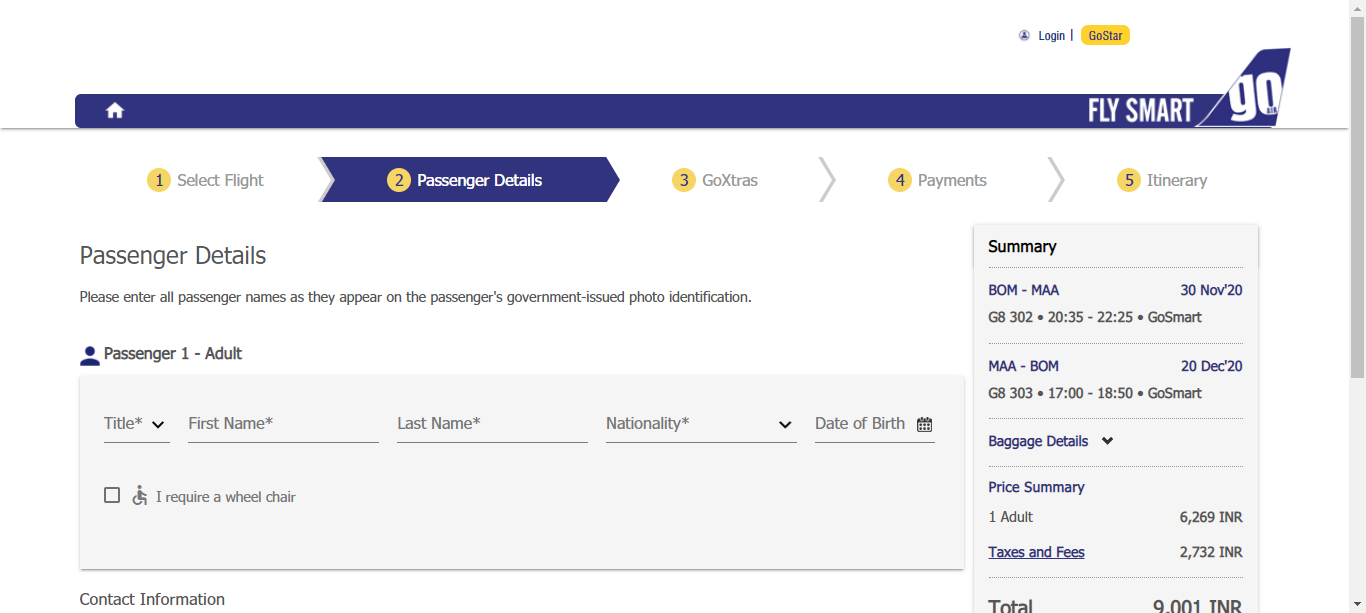 Login | GoStar
FLY SMART go AIR
1 Select Flight
2 Passenger Details
3 GoXtras
4 Payments
5 Itinerary
Passenger Details
Please enter all passenger names as they appear on the passenger's government-issued photo identification.
Passenger 1 - Adult
Title* First Name* Last Name* Nationality* Date of Birth
I require a wheel chair
Contact Information
Summary
BOM - MAA 30 Nov'20
G8 302 • 20:35 - 22:25 • GoSmart
MAA - BOM 20 Dec'20
G8 303 • 17:00 - 18:50 • GoSmart
Baggage Details
Price Summary
1 Adult 6,269 INR
Taxes and Fees 2,732 INR
Total 9,001 INR